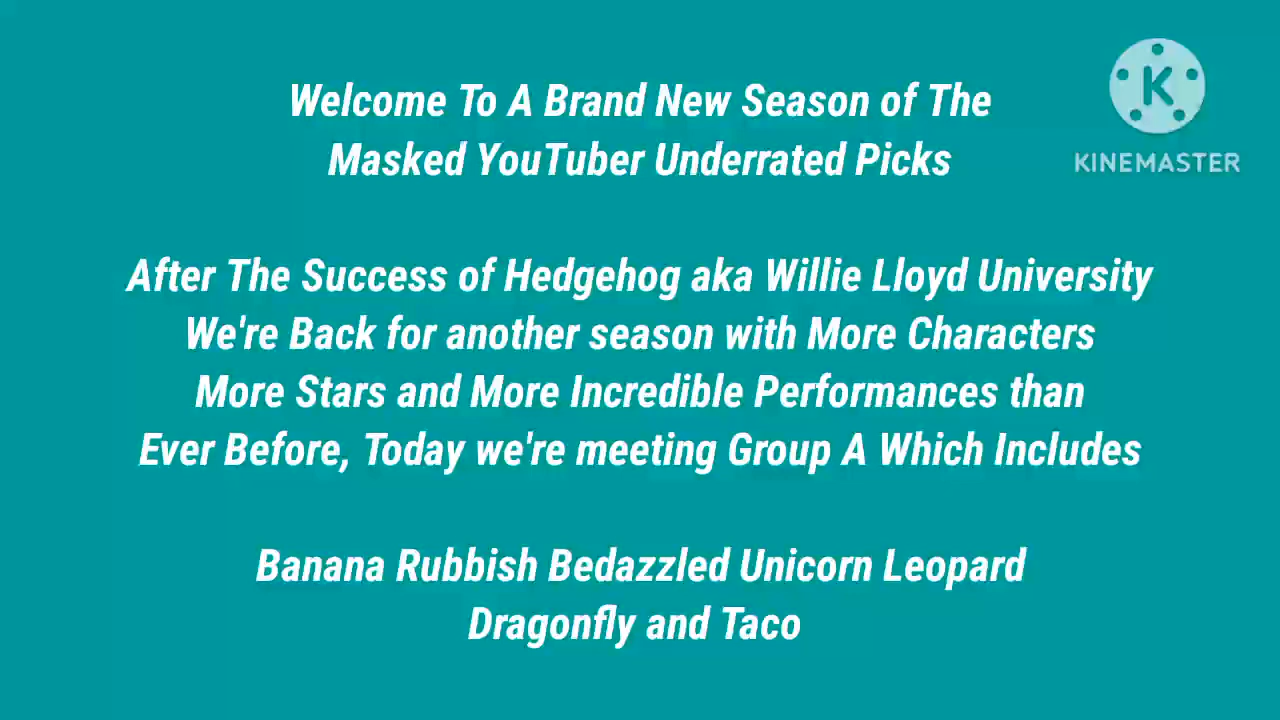 Welcome To A Brand New Season of The
Masked YouTuber Underrated Picks
KINEMASTER
After The Success of Hedgehog aka Willie Lloyd University
We're Back for another season with More Characters
More Stars and More Incredible Performances than
Ever Before, Today we're meeting Group A Which Includes
Banana Rubbish Bedazzled Unicorn Leopard
Dragonfly and Taco